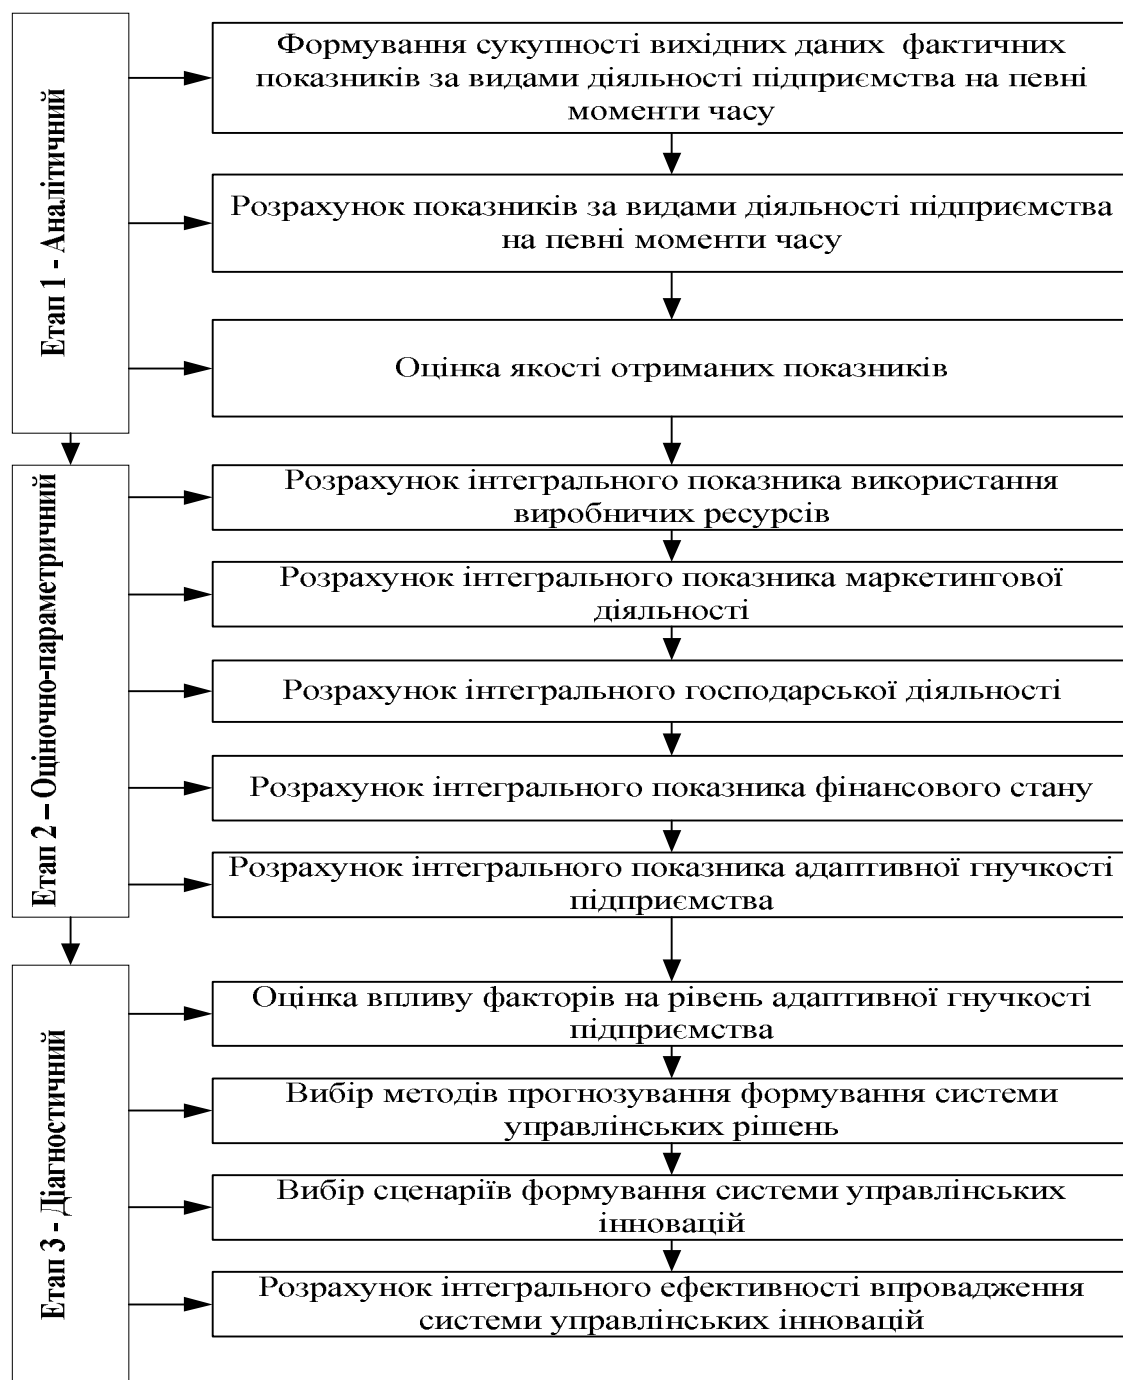 Етап 1 - Аналітичний
Формування сукупності вихідних даних фактичних
показників за видами діяльності підприємства на певні
моменти часу
Розрахунок показників за видами діяльності підприємства
на певні моменти часу
Оцінка якості отриманих показників
Етап 2 – Оціночно-параметричний
Розрахунок інтегрального показника використання
виробничих ресурсів
Розрахунок інтегрального показника маркетингової
діяльності
Розрахунок інтегрального господарської діяльності
Розрахунок інтегрального показника фінансового стану
Розрахунок інтегрального показника адаптивної гнучкості
підприємства
Етап 3 - Діагностичний
Оцінка впливу факторів на рівень адаптивної гнучкості
підприємства
Вибір методів прогнозування формування системи
управлінських рішень
Вибір сценаріїв формування системи управлінських
інновацій
Розрахунок інтегрального ефективності впровадження
системи управлінських інновацій